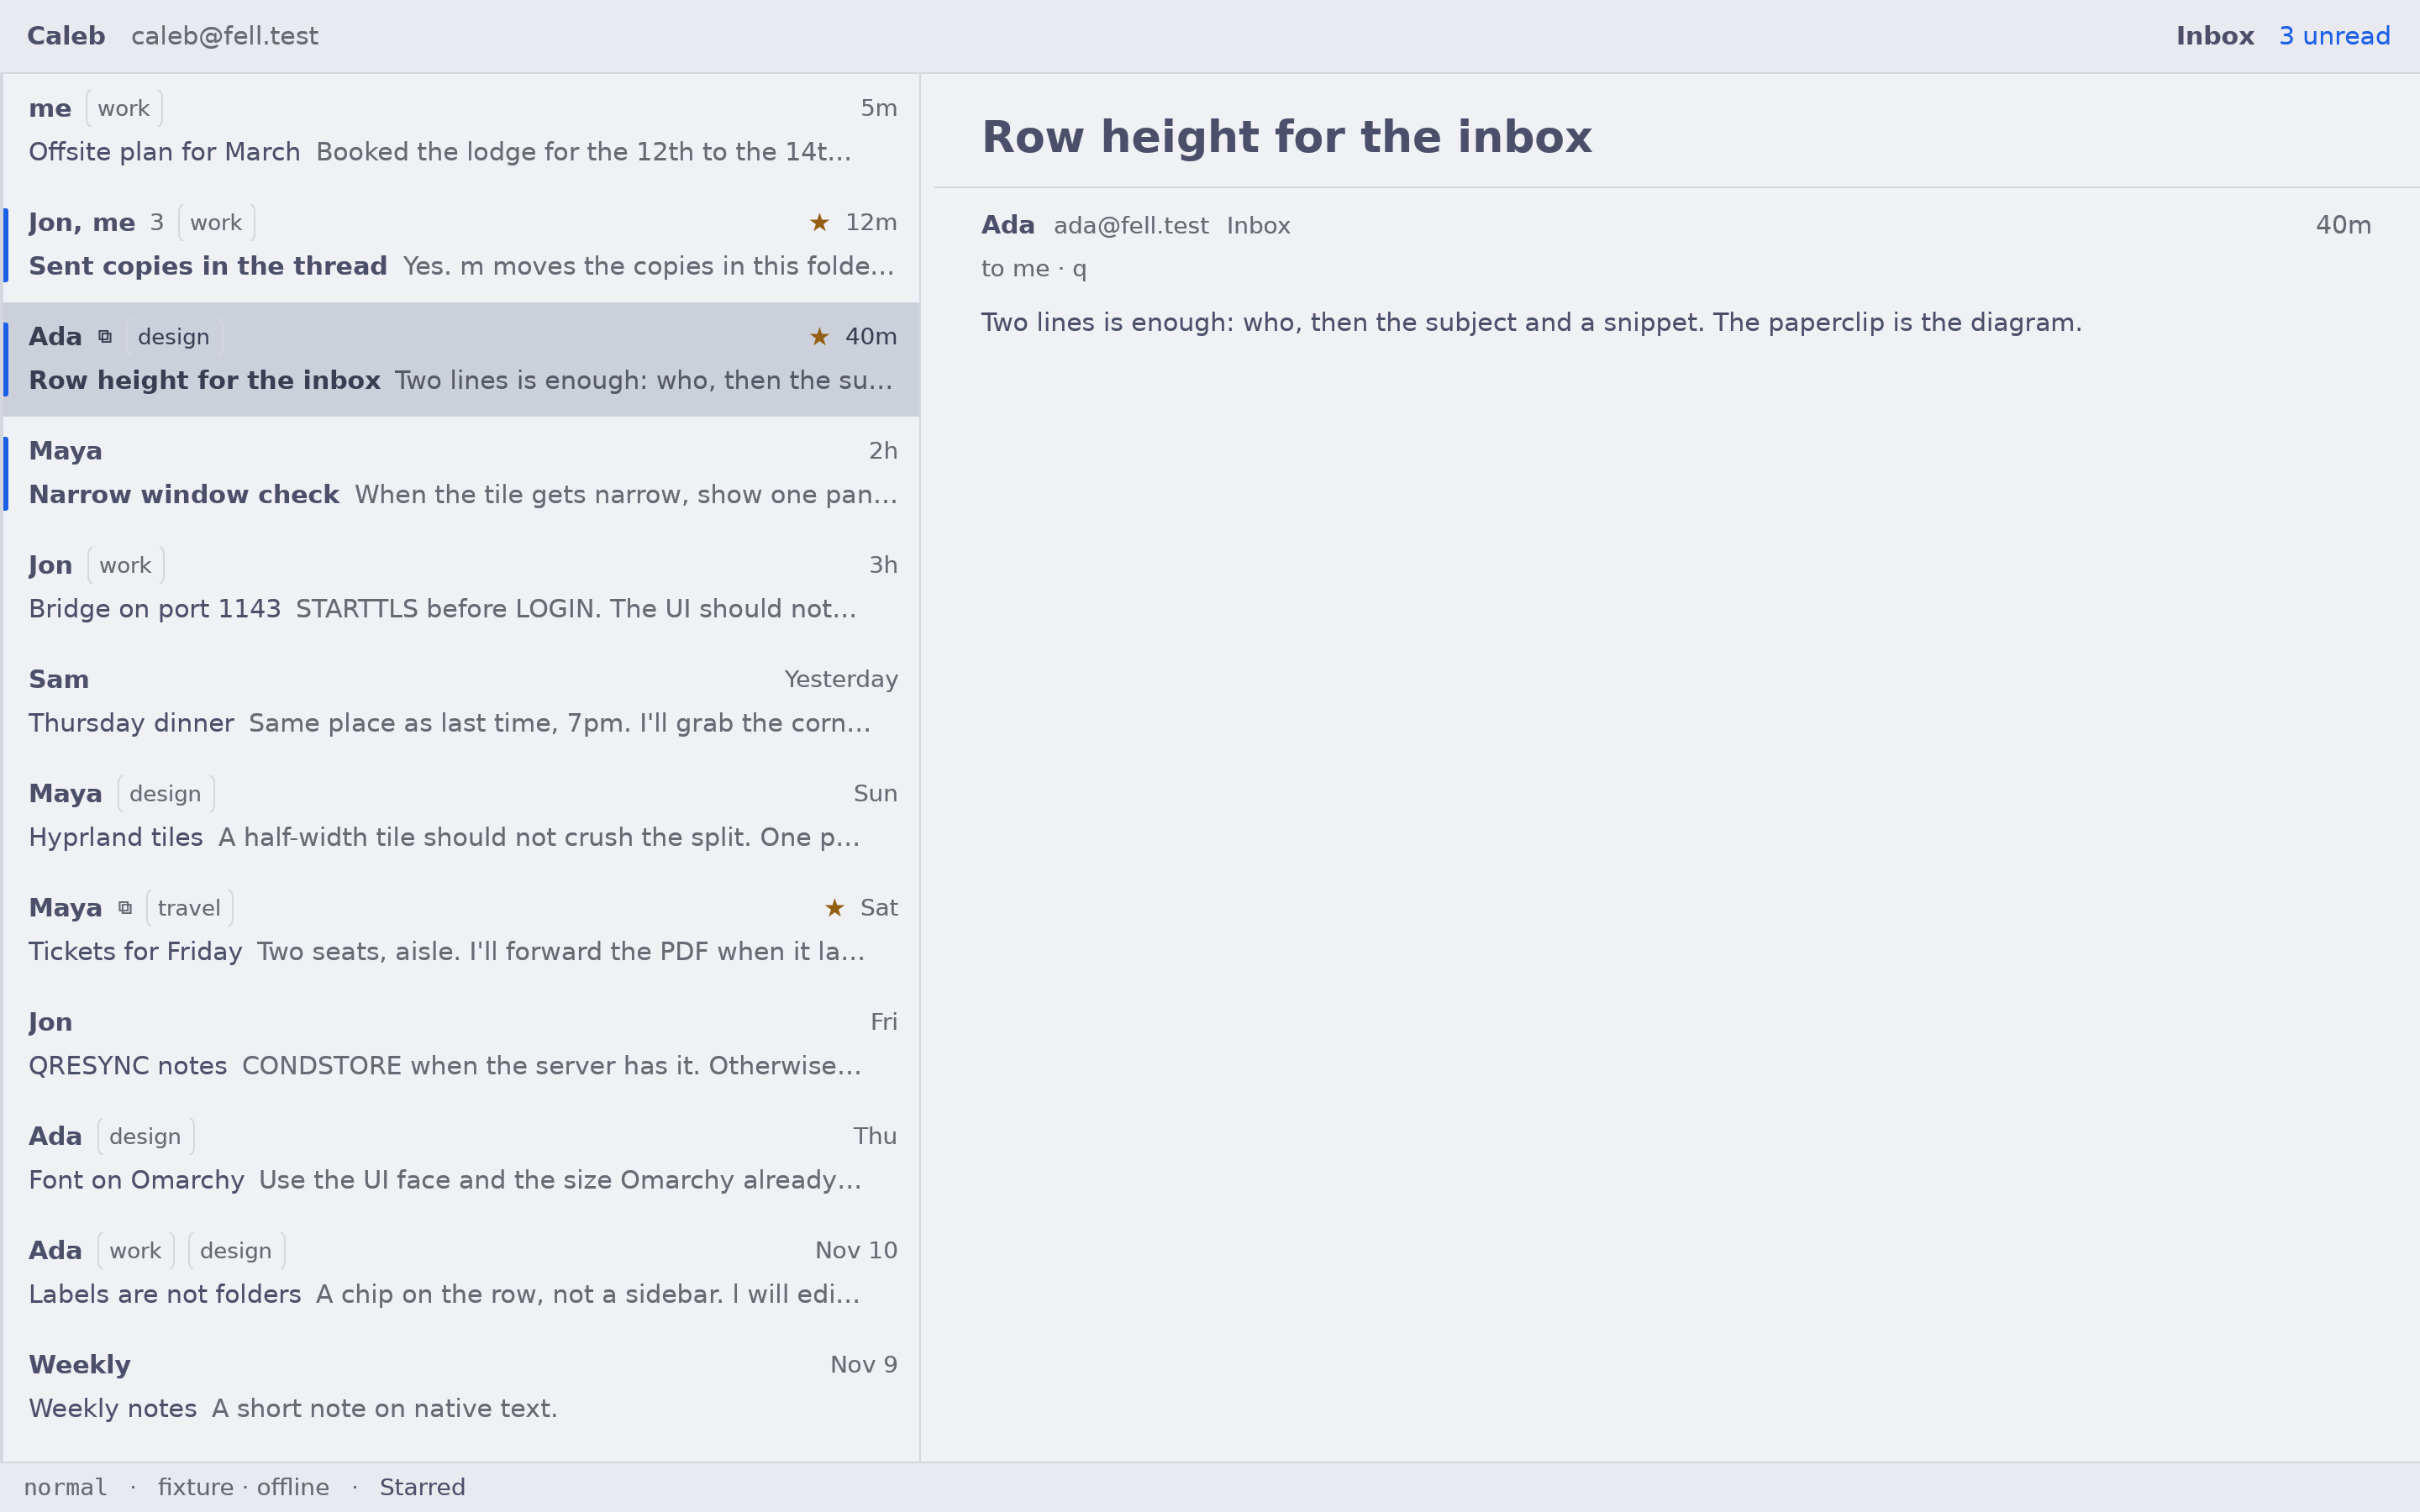 Caleb caleb@fell.test Inbox 3 unread
me work 5m
Offsite plan for March Booked the lodge for the 12th to the 14t…
Jon, me 3 work ★ 12m
Sent copies in the thread Yes. m moves the copies in this folde…
Ada ⧉ design ★ 40m
Row height for the inbox Two lines is enough: who, then the su…
Maya 2h
Narrow window check When the tile gets narrow, show one pan…
Jon work 3h
Bridge on port 1143 STARTTLS before LOGIN. The UI should not…
Sam Yesterday
Thursday dinner Same place as last time, 7pm. I'll grab the corn…
Maya design Sun
Hyprland tiles A half-width tile should not crush the split. One p…
Maya ⧉ travel ★ Sat
Tickets for Friday Two seats, aisle. I'll forward the PDF when it la…
Jon Fri
QRESYNC notes CONDSTORE when the server has it. Otherwise…
Ada design Thu
Font on Omarchy Use the UI face and the size Omarchy already…
Ada work design Nov 10
Labels are not folders A chip on the row, not a sidebar. l will edi…
Weekly Nov 9
Weekly notes A short note on native text.
Row height for the inbox
Ada ada@fell.test Inbox 40m
to me · q
Two lines is enough: who, then the subject and a snippet. The paperclip is the diagram.
normal · fixture · offline · Starred